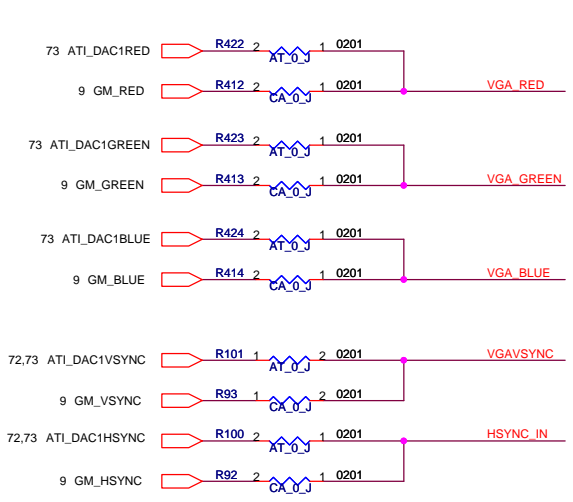 73 ATI_DAC1RED R422 2 AT_0_J 1 0201
9 GM_RED R412 2 CA_0_J 1 0201 VGA_RED
73 ATI_DAC1GREEN R423 2 AT_0_J 1 0201
9 GM_GREEN R413 2 CA_0_J 1 0201 VGA_GREEN
73 ATI_DAC1BLUE R424 2 AT_0_J 1 0201
9 GM_BLUE R414 2 CA_0_J 1 0201 VGA_BLUE
72,73 ATI_DAC1VSYNC R101 1 AT_0_J 2 0201 VGAVSYNC
9 GM_VSYNC R93 1 CA_0_J 2 0201
72,73 ATI_DAC1HSYNC R100 2 AT_0_J 1 0201 HSYNC_IN
9 GM_HSYNC R92 2 CA_0_J 1 0201